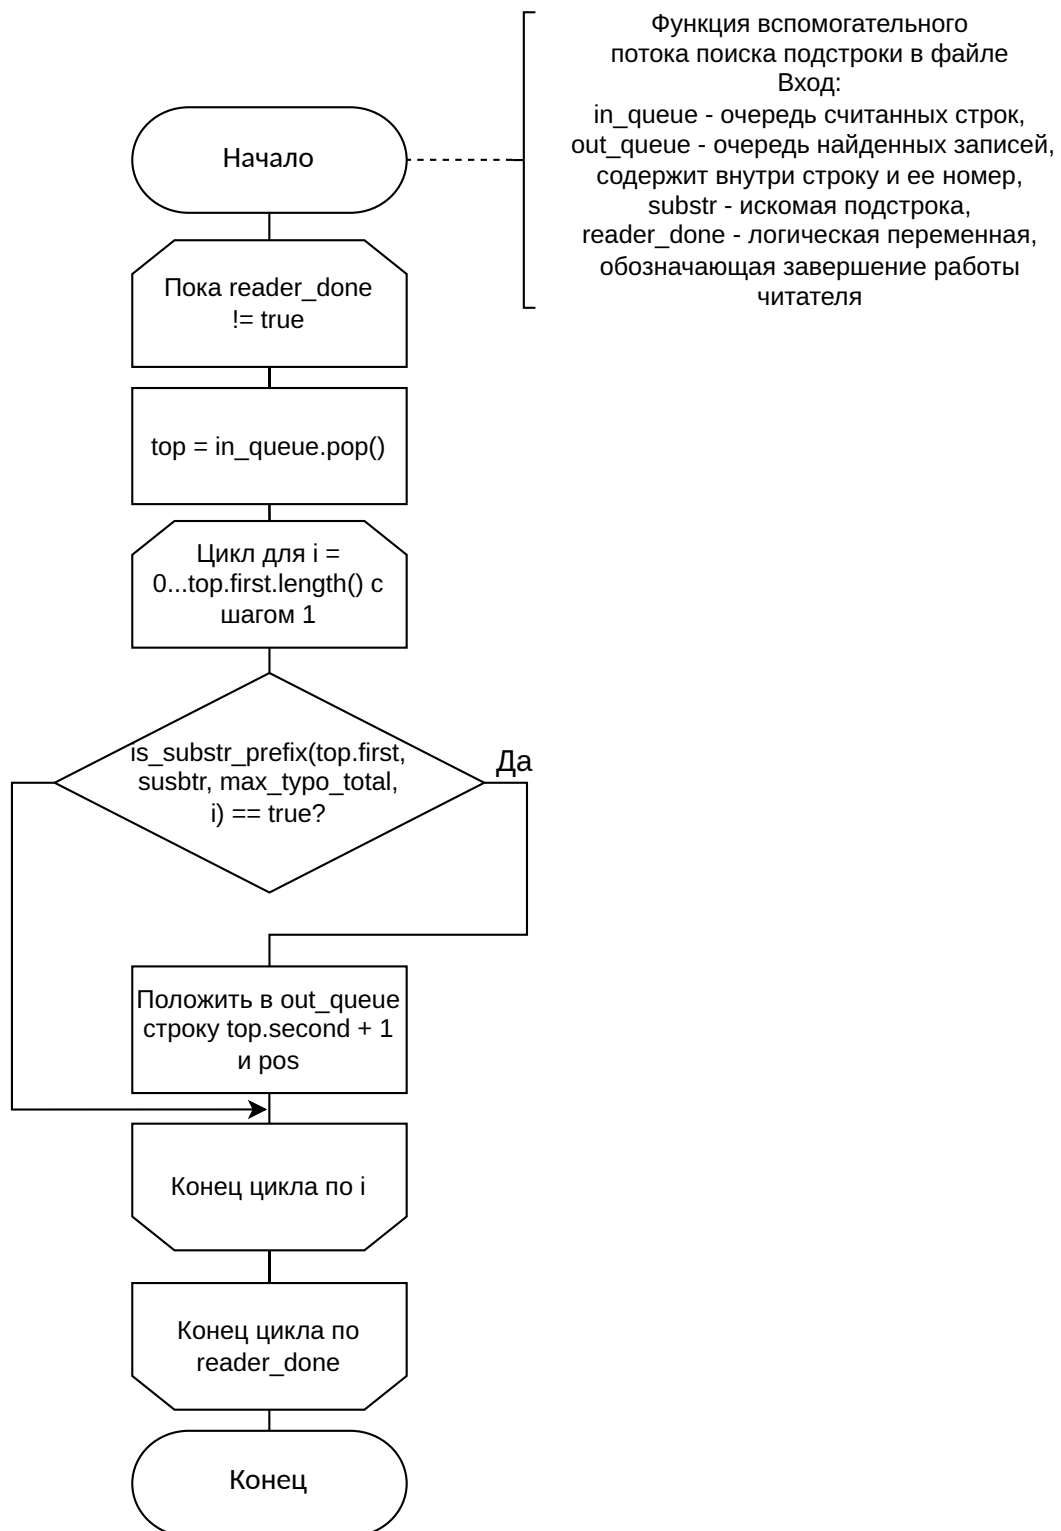 Функция вспомогательного
потока поиска подстроки в файле
Вход:
in_queue - очередь считанных строк,
out_queue - очередь найденных записей,
содержит внутри строку и ее номер,
substr - искомая подстрока,
reader_done - логическая переменная,
обозначающая завершение работы
читателя
Начало
Пока reader_done
!= true
top = in_queue.pop()
Цикл для i =
0...top.first.length() с
шагом 1
is_substr_prefix(top.first,
susbtr, max_typo_total,
i) == true?
Да
Положить в out_queue
строку top.second + 1
и pos
Конец цикла по i
Конец цикла по
reader_done
Конец